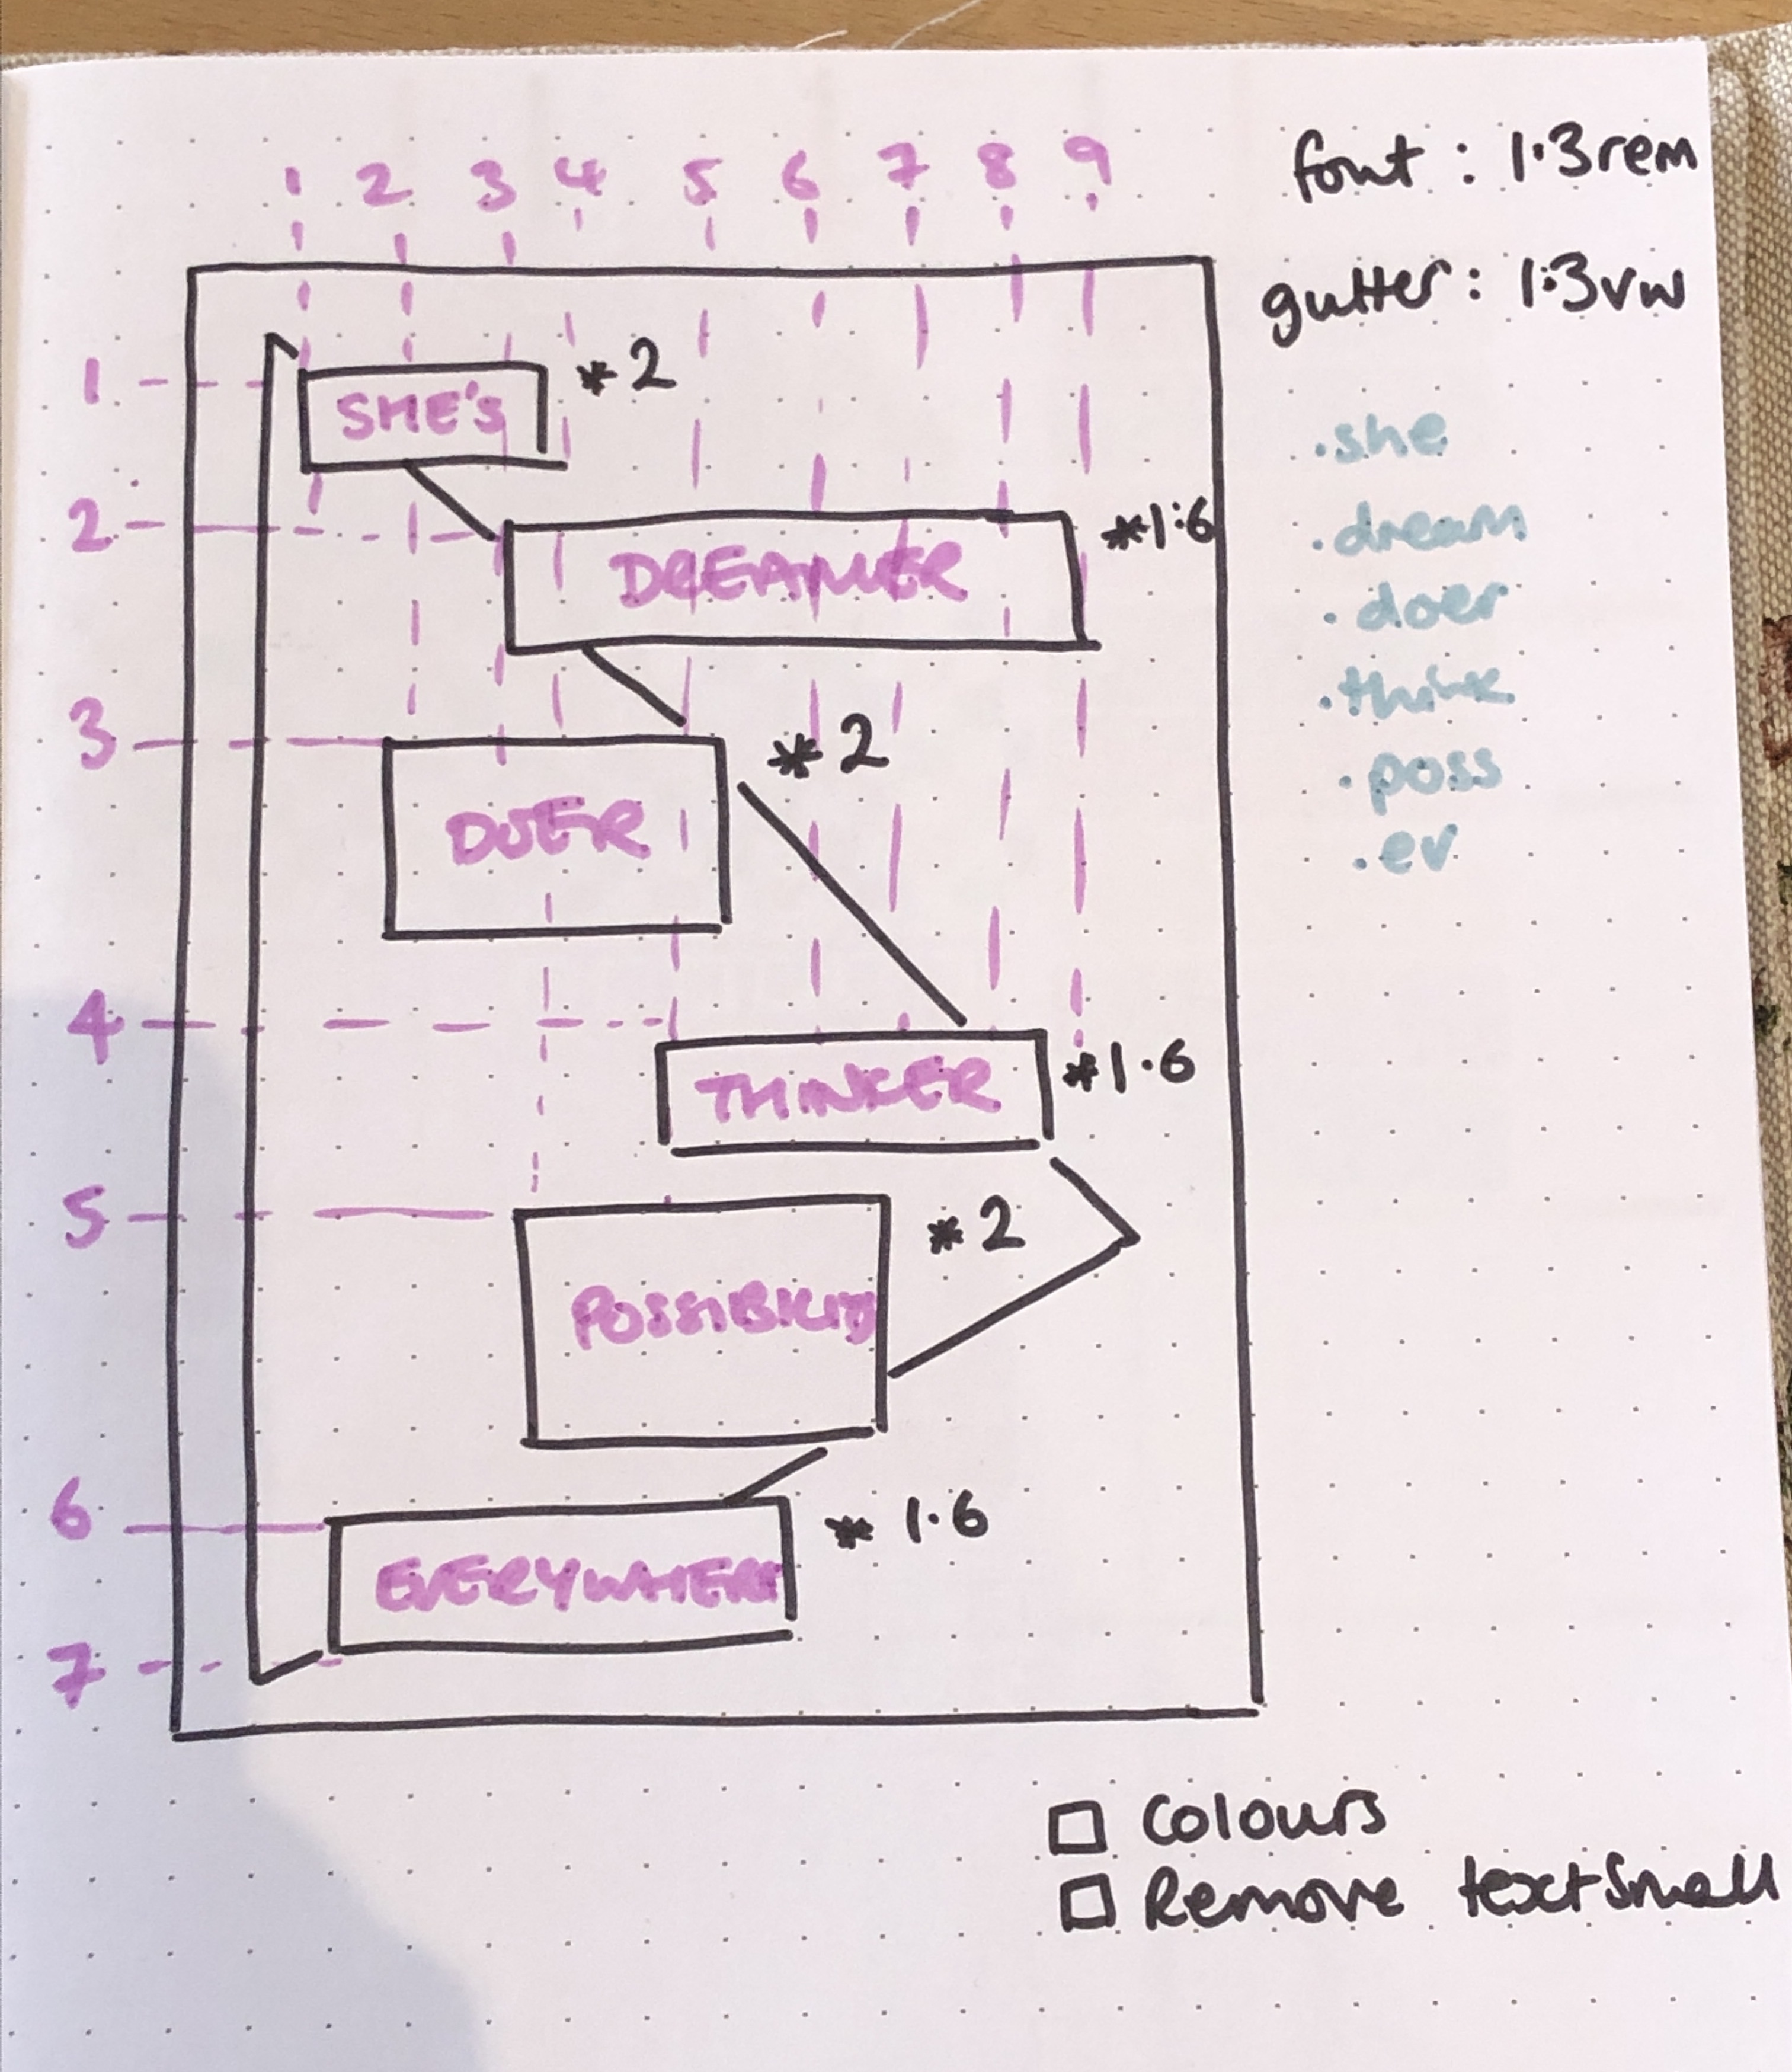 1 2 3 4 5 6 7 8 9
font : 1.3rem
gutter: 1.3vw
1
SHE'S
*2
.she
2
DREAMER
*1.6
.dream
.doer
.think
3
*2
.poss
DOER
.ev
4
THINKER
*1.6
5
*2
POSSIBILITY
6
* 1.6
EVERYWHERE
7
Colours
Remove textSmall